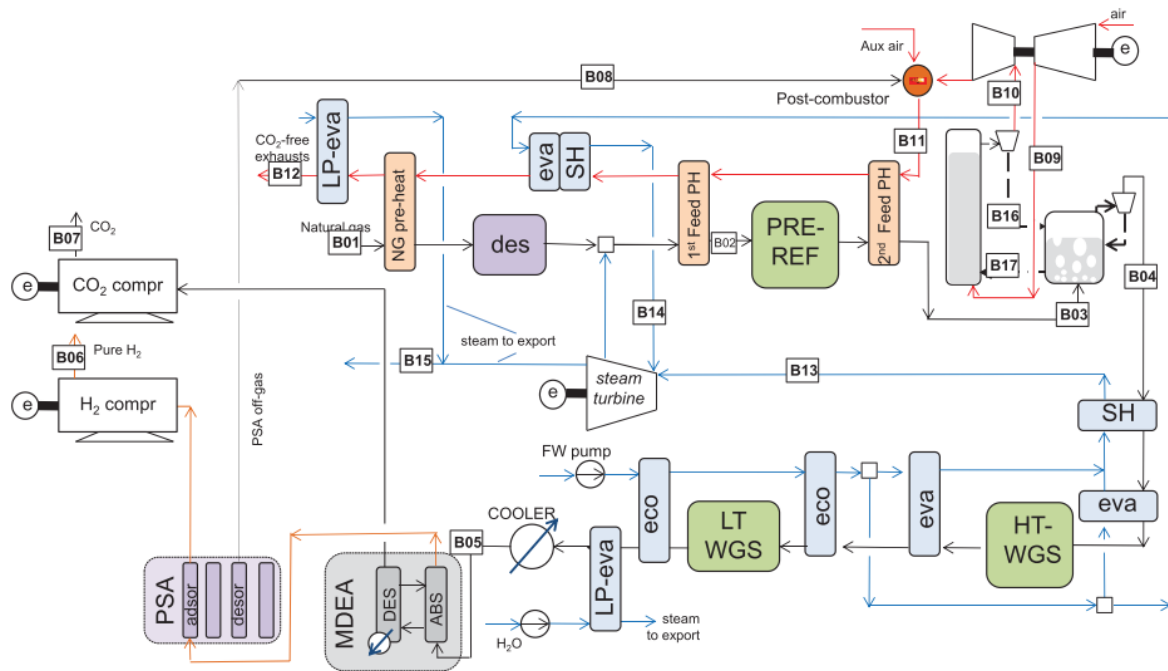 air
Aux air
e
B08
B10
Post-combustor
B11
B09
CO₂-free
exhausts
B12
LP-eva
NG pre-heat
eva
SH
1st Feed PH
2nd Feed PH
B16
B07
CO₂
Natural gas
B01
des
B02
PRE-
REF
B17
B04
B03
e
CO₂ compr
B14
B06
Pure H₂
B15
steam to export
B13
steam
turbine
e
e
H₂ compr
SH
PSA off-gas
FW pump
eco
eco
eva
eva
COOLER
LT
WGS
HT-
WGS
B05
LP-eva
PSA
adsor
desor
MDEA
DES
ABS
H₂O
steam
to export